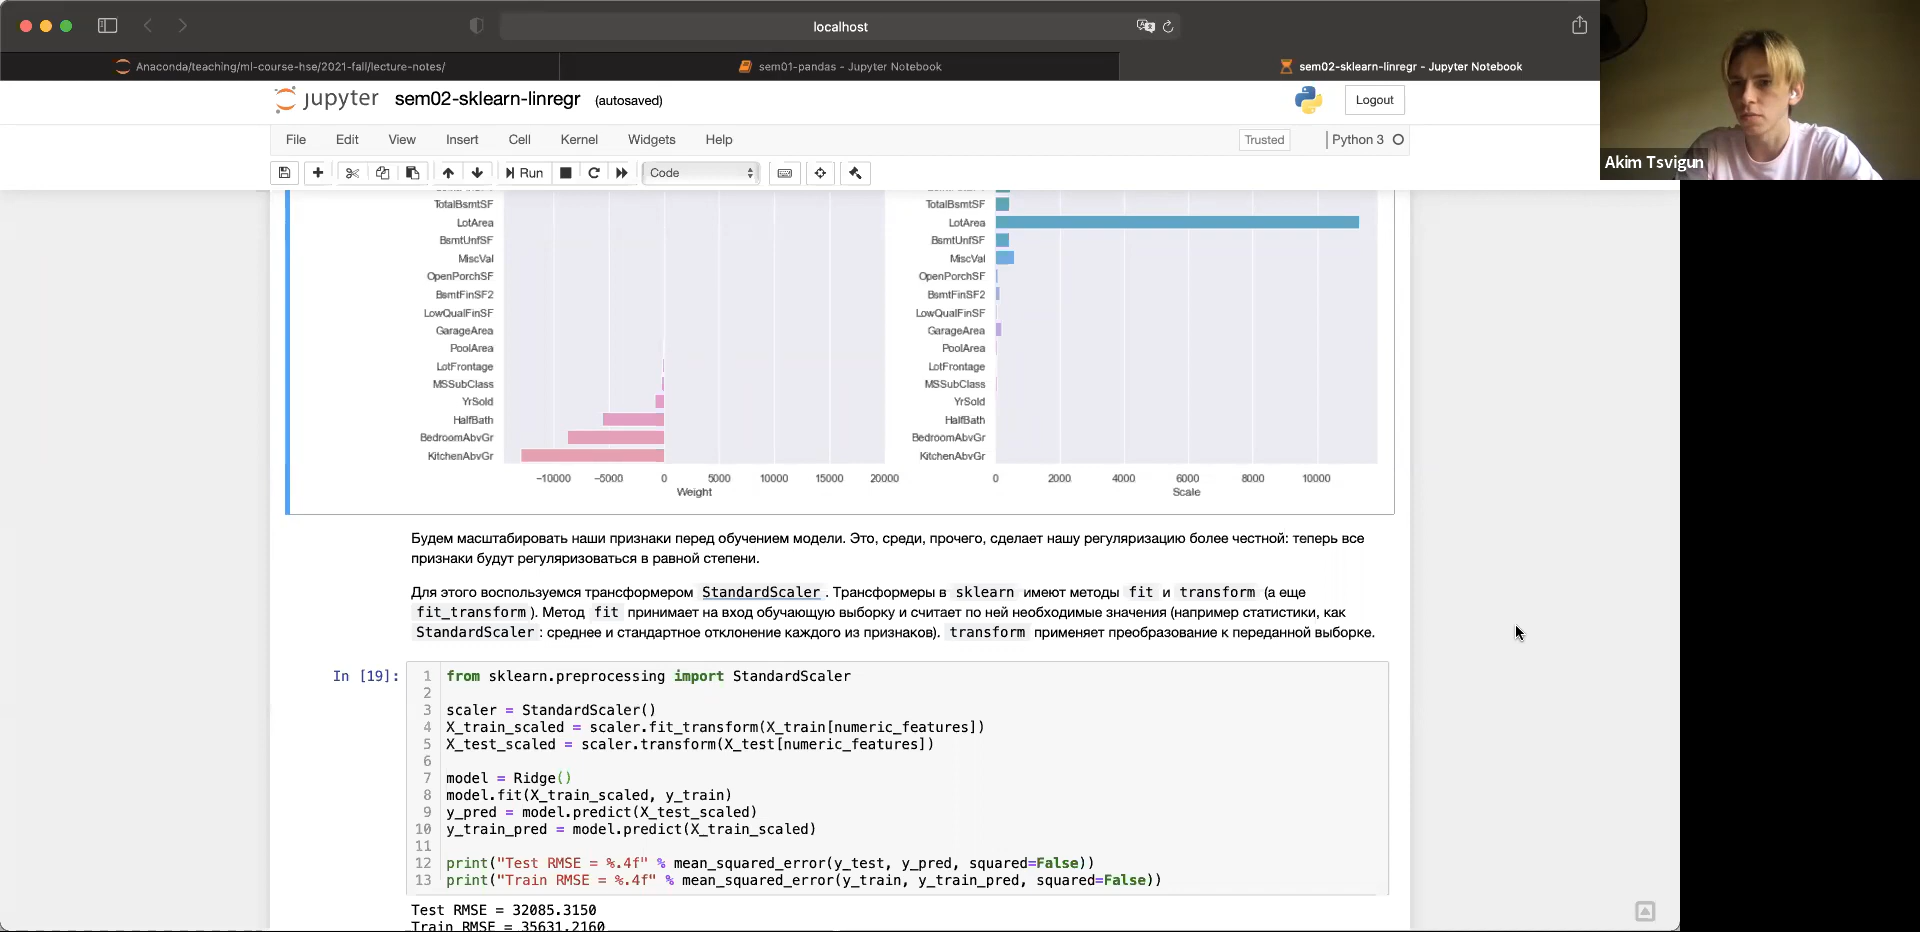 localhost
Anaconda/teaching/ml-course-hse/2021-fall/lecture-notes/
sem01-pandas - Jupyter Notebook
sem02-sklearn-linregr - Jupyter Notebook
jupyter sem02-sklearn-linregr (autosaved)
Logout
File Edit View Insert Cell Kernel Widgets Help
Trusted
Python 3
Run
Code
Akim Tsvigun
TotalBsmtSF
LotArea
BsmtUnfSF
MiscVal
OpenPorchSF
BsmtFinSF2
LowQualFinSF
GarageArea
PoolArea
LotFrontage
MSSubClass
YrSold
HalfBath
BedroomAbvGr
KitchenAbvGr
−10000 −5000 0 5000 10000 15000 20000
Weight
TotalBsmtSF
LotArea
BsmtUnfSF
MiscVal
OpenPorchSF
BsmtFinSF2
LowQualFinSF
GarageArea
PoolArea
LotFrontage
MSSubClass
YrSold
HalfBath
BedroomAbvGr
KitchenAbvGr
0 2000 4000 6000 8000 10000
Scale
Будем масштабировать наши признаки перед обучением модели. Это, среди, прочего, сделает нашу регуляризацию более честной: теперь все
признаки будут регуляризоваться в равной степени.
Для этого воспользуемся трансформером StandardScaler . Трансформеры в sklearn имеют методы fit и transform (а еще
fit_transform ). Метод fit принимает на вход обучающую выборку и считает по ней необходимые значения (например статистики, как
StandardScaler : среднее и стандартное отклонение каждого из признаков). transform применяет преобразование к переданной выборке.
In [19]:
1 from sklearn.preprocessing import StandardScaler
2
3 scaler = StandardScaler()
4 X_train_scaled = scaler.fit_transform(X_train[numeric_features])
5 X_test_scaled = scaler.transform(X_test[numeric_features])
6
7 model = Ridge()
8 model.fit(X_train_scaled, y_train)
9 y_pred = model.predict(X_test_scaled)
10 y_train_pred = model.predict(X_train_scaled)
11
12 print("Test RMSE = %.4f" % mean_squared_error(y_test, y_pred, squared=False))
13 print("Train RMSE = %.4f" % mean_squared_error(y_train, y_train_pred, squared=False))
Test RMSE = 32085.3150
Train RMSE = 35631.2160